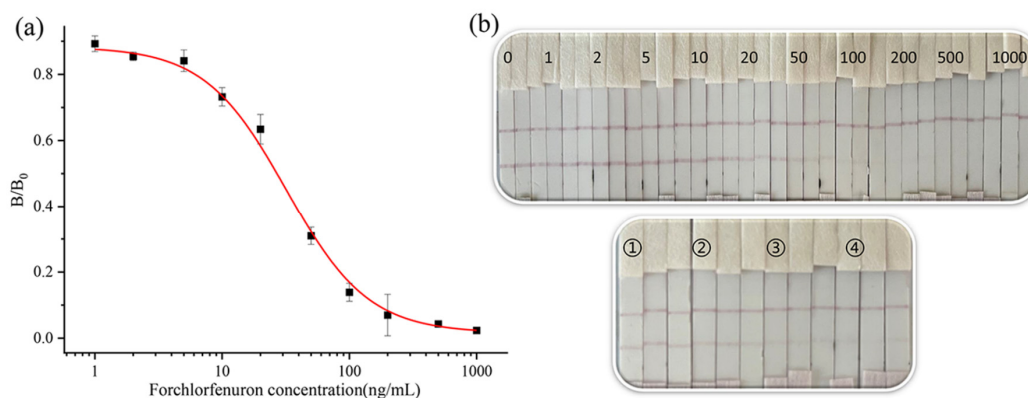 (a)
0.8
0.6
0.4
0.2
0.0
B/B₀
1
10
100
1000
Forchlorfenuron concentration(ng/mL)
(b)
0 1 2 5 10 20 50 100 200 500 1000
① ② ③ ④